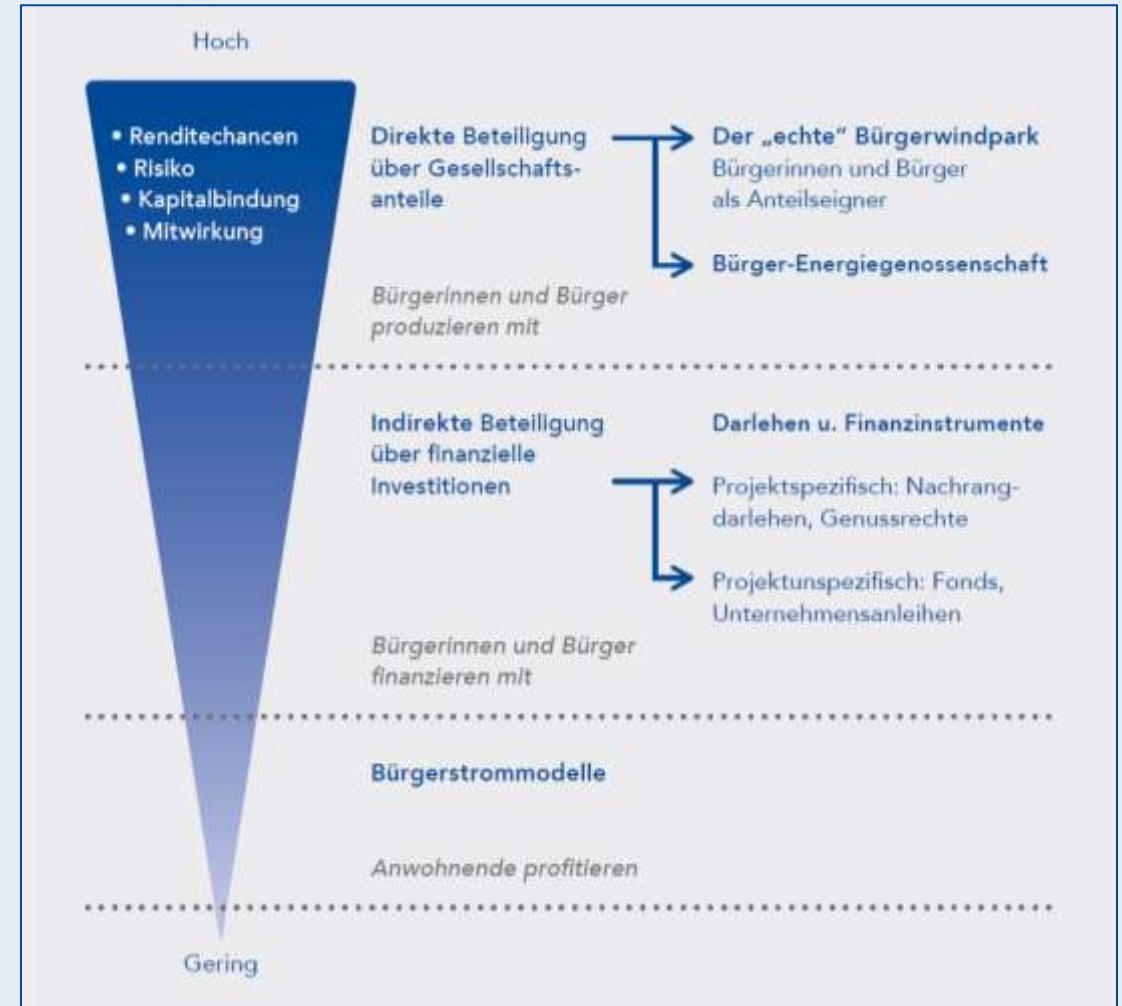 Hoch
• Renditechancen
• Risiko
• Kapitalbindung
• Mitwirkung
Direkte Beteiligung
über Gesellschafts-
anteile
Der „echte“ Bürgerwindpark
Bürgerinnen und Bürger
als Anteilseigner
Bürger-Energiegenossenschaft
Bürgerinnen und Bürger
produzieren mit
Indirekte Beteiligung
über finanzielle
Investitionen
Darlehen u. Finanzinstrumente
Projektspezifisch: Nachrang-
darlehen, Genussrechte
Projektunspezifisch: Fonds,
Unternehmensanleihen
Bürgerinnen und Bürger
finanzieren mit
Bürgerstrommodelle
Anwohnende profitieren
Gering